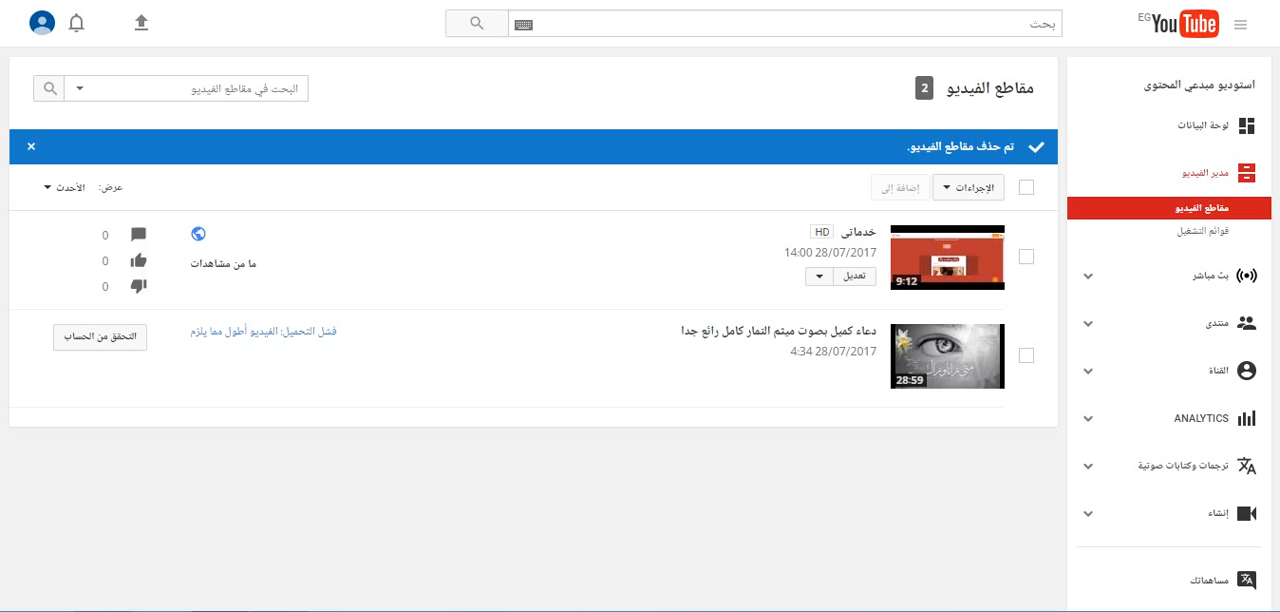 YouTube EG
بحث
استوديو مبدعي المحتوى
لوحة البيانات
مدير الفيديو
مقاطع الفيديو
قوائم التشغيل
بث مباشر
منتدى
القناة
ANALYTICS
ترجمات وكتابات صوتية
إنشاء
مساهماتك
مقاطع الفيديو 2
البحث في مقاطع الفيديو
تم حذف مقاطع الفيديو.
الإجراءات
إضافة إلى
عرض: الأحدث
9:12
خدماتى HD
28/07/2017 14:00
تعديل
ما من مشاهدات
0
0
0
28:59
دعاء كميل بصوت ميثم التمار كامل رائع جدا
28/07/2017 4:34
فشل التحميل: الفيديو أطول مما يلزم
التحقق من الحساب